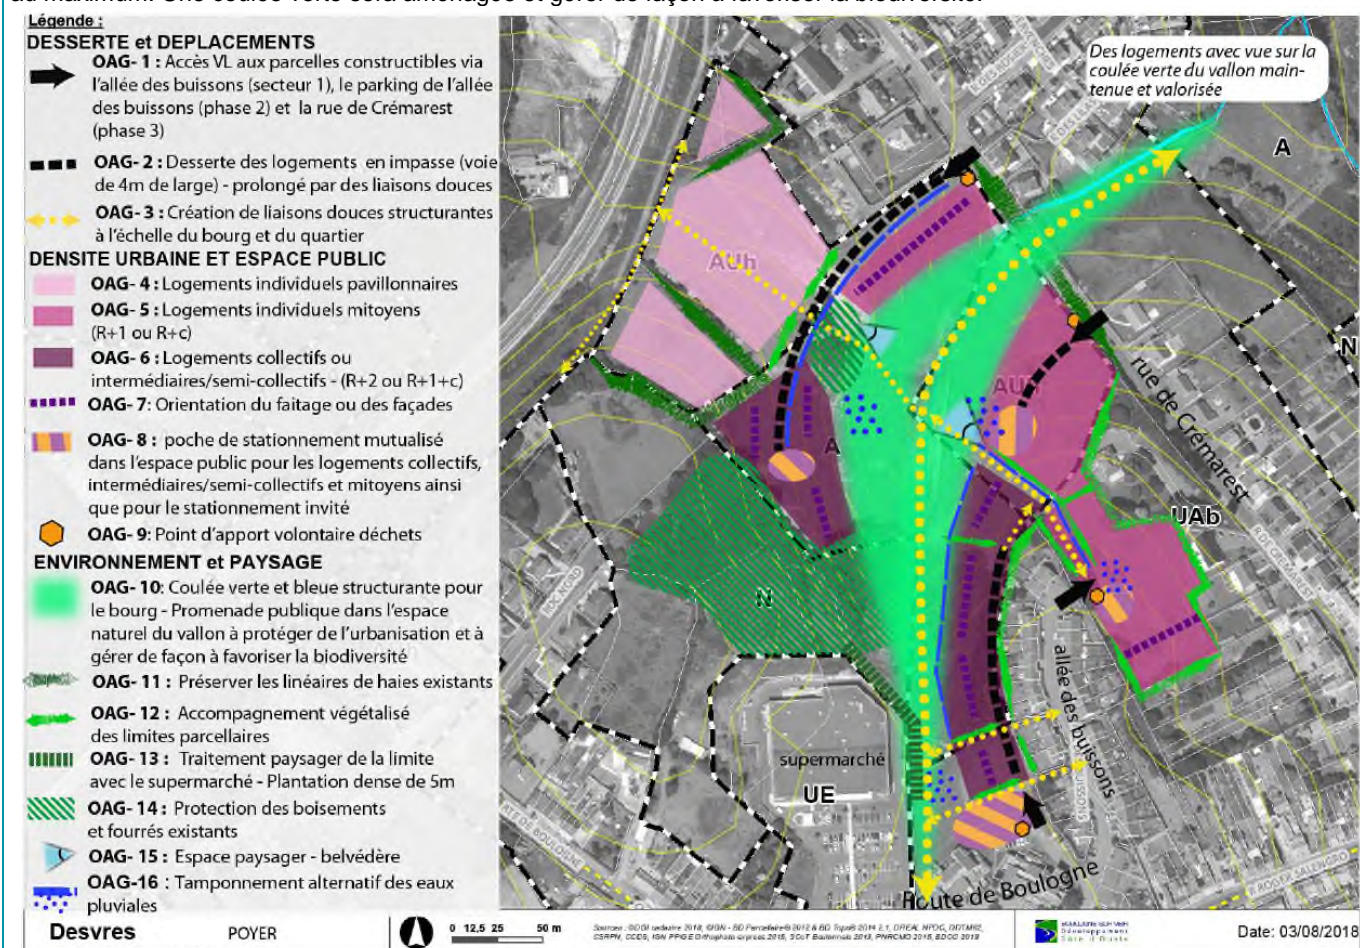 Légende :
DESSERTE et DEPLACEMENTS
OAG- 1 : Accès VL aux parcelles constructibles via
l'allée des buissons (secteur 1), le parking de l'allée
des buissons (phase 2) et la rue de Crémarest
(phase 3)
OAG- 2 : Desserte des logements en impasse (voie
de 4m de large) - prolongé par des liaisons douces
OAG- 3 : Création de liaisons douces structurantes
à l'échelle du bourg et du quartier
DENSITE URBAINE ET ESPACE PUBLIC
OAG- 4 : Logements individuels pavillonnaires
OAG- 5 : Logements individuels mitoyens
(R+1 ou R+c)
OAG- 6 : Logements collectifs ou
intermédiaires/semi-collectifs - (R+2 ou R+1+c)
OAG- 7: Orientation du faitage ou des façades
OAG- 8 : poche de stationnement mutualisé
dans l'espace public pour les logements collectifs,
intermédiaires/semi-collectifs et mitoyens ainsi
que pour le stationnement invité
OAG- 9: Point d'apport volontaire déchets
ENVIRONNEMENT et PAYSAGE
OAG- 10: Coulée verte et bleue structurante pour
le bourg - Promenade publique dans l'espace
naturel du vallon à protéger de l'urbanisation et à
gérer de façon à favoriser la biodiversité
OAG- 11 : Préserver les linéaires de haies existants
OAG- 12 : Accompagnement végétalisé
des limites parcellaires
OAG- 13 : Traitement paysager de la limite
avec le supermarché - Plantation dense de 5m
OAG- 14 : Protection des boisements
et fourrés existants
OAG- 15 : Espace paysager - belvédère
OAG-16 : Tamponnement alternatif des eaux
pluviales
Des logements avec vue sur la
coulée verte du vallon main-
tenue et valorisée
A
N
AUh
AUh
rue de Crémarest
A
UAb
N
allée des buissons
supermarché
UE
Route de Boulogne
Desvres
POYER
0 12,5 25 50 m
Date: 03/08/2018